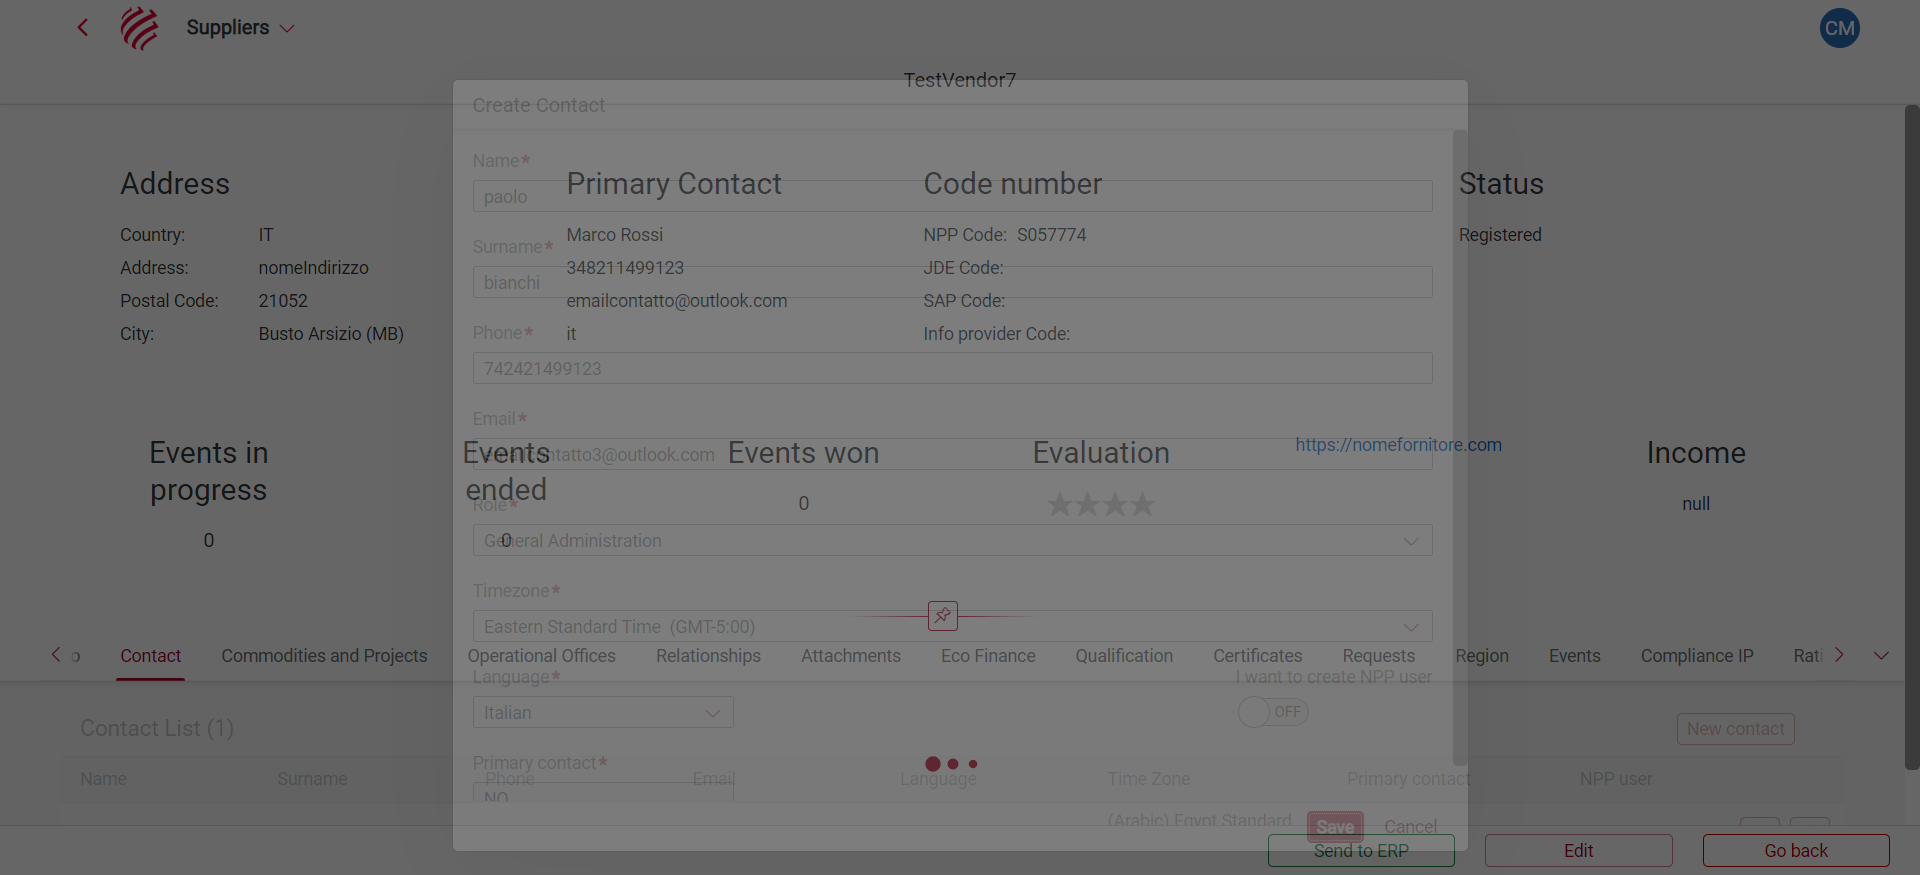 Suppliers
CM
TestVendor7
Create Contact
Name*
paolo
Surname*
bianchi
Phone*
742421499123
Email*
emailcontatto3@outlook.com
Role*
General Administration
Timezone*
Eastern Standard Time (GMT-5:00)
Language*
Italian
I want to create NPP user
OFF
Primary contact*
NO
Save
Cancel
Address
Country: IT
Address: nomeIndirizzo
Postal Code: 21052
City: Busto Arsizio (MB)
Primary Contact
Marco Rossi
348211499123
emailcontatto@outlook.com
it
Code number
NPP Code: S057774
JDE Code:
SAP Code:
Info provider Code:
Status
Registered
Events in
progress
0
Events
ended
0
Events won
0
Evaluation
https://nomefornitore.com
Income
null
o Contact Commodities and Projects Operational Offices Relationships Attachments Eco Finance Qualification Certificates Requests Region Events Compliance IP Rati
Contact List (1)
New contact
Name Surname Phone Email Language Time Zone Primary contact NPP user
(Arabic) Egypt Standard
Send to ERP
Edit
Go back